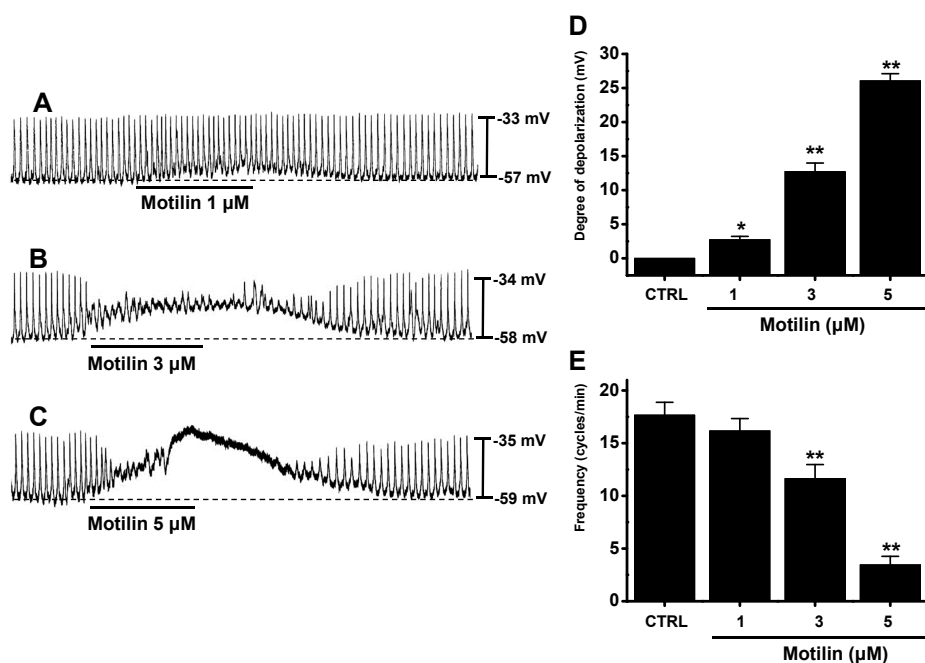 A
-33 mV
-57 mV
Motilin 1 µM
B
-34 mV
-58 mV
Motilin 3 µM
C
-35 mV
-59 mV
Motilin 5 µM
D
Degree of depolarization (mV)
30
25
20
15
10
5
0
*
**
**
CTRL 1 3 5
Motilin (µM)
E
Frequency (cycles/min)
20
15
10
5
0
**
**
CTRL 1 3 5
Motilin (µM)